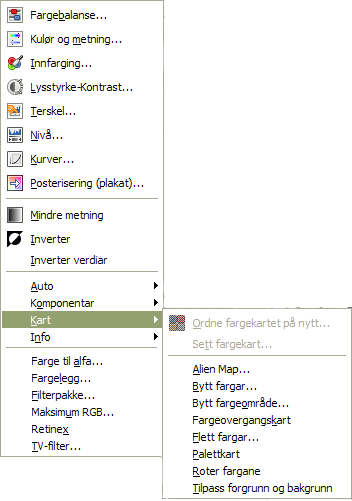 Fargebalanse...
Kulør og metning...
Innfarging...
Lysstyrke-Kontrast...
Terskel...
Nivå...
Kurver...
Posterisering (plakat)...
Mindre metning
Inverter
Inverter verdiar
Auto
Komponentar
Kart
Info
Farge til alfa...
Fargelegg...
Filterpakke...
Maksimum RGB...
Retinex
TV-filter...
Ordne fargekartet på nytt...
Sett fargekart...
Alien Map...
Bytt fargar...
Bytt fargeområde...
Fargeovergangskart
Flett fargar...
Palettkart
Roter fargane
Tilpass forgrunn og bakgrunn